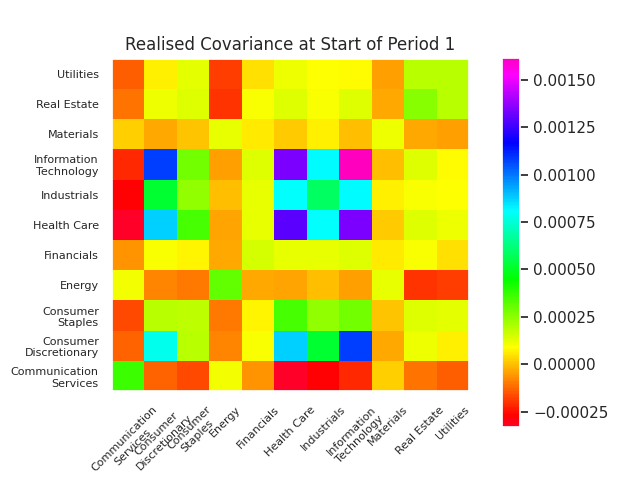 Realised Covariance at Start of Period 1
Utilities
Real Estate
Materials
Information
Technology
Industrials
Health Care
Financials
Energy
Consumer
Staples
Consumer
Discretionary
Communication
Services
Communication
Services
Consumer
Discretionary
Consumer
Staples
Energy
Financials
Health Care
Industrials
Information
Technology
Materials
Real Estate
Utilities
0.00150
0.00125
0.00100
0.00075
0.00050
0.00025
0.00000
−0.00025